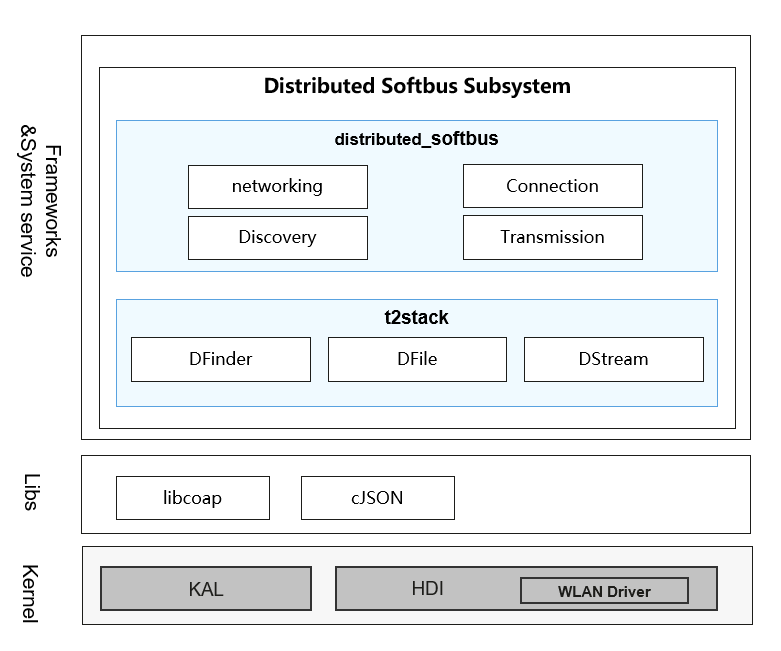 Frameworks
&System service
Distributed Softbus Subsystem
distributed_softbus
networking
Connection
Discovery
Transmission
t2stack
DFinder
DFile
DStream
Libs
libcoap
cJSON
Kernel
KAL
HDI
WLAN Driver